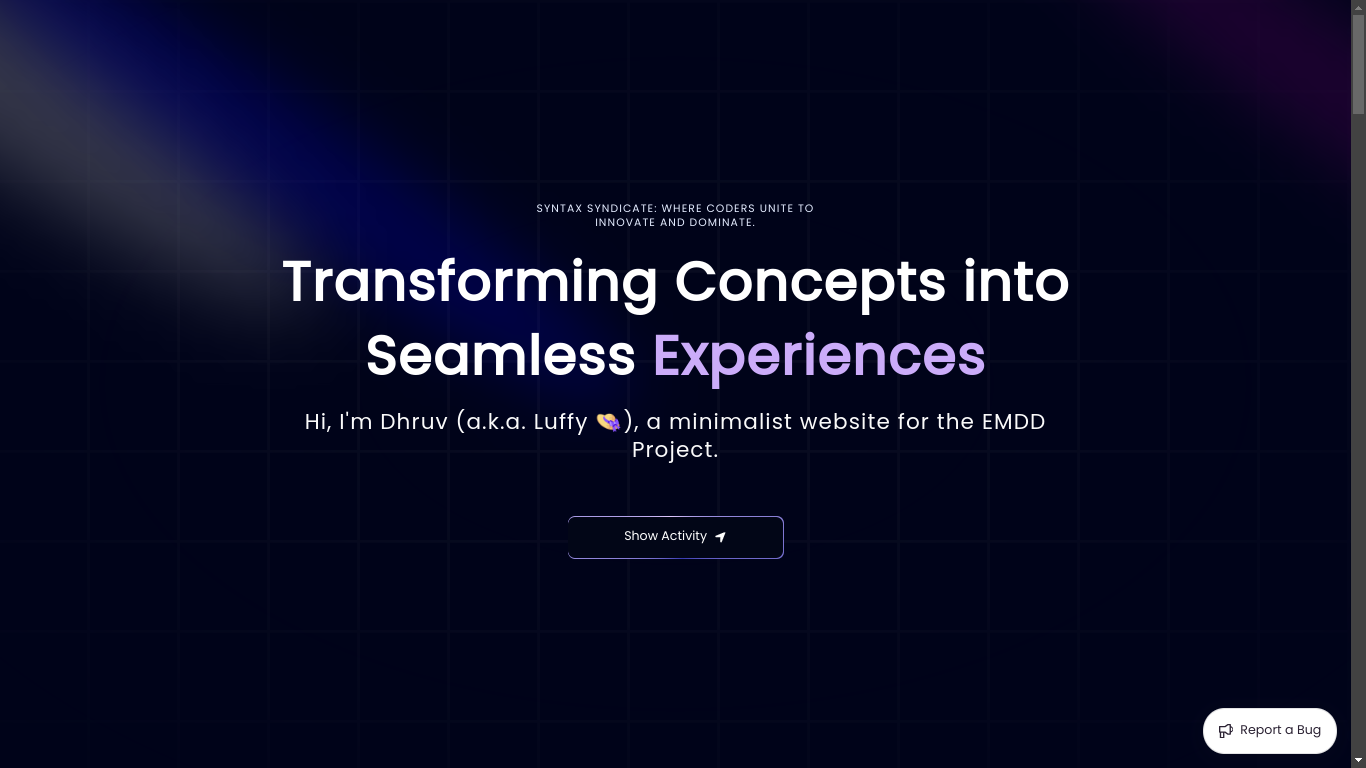 SYNTAX SYNDICATE: WHERE CODERS UNITE TO
INNOVATE AND DOMINATE.
Transforming Concepts into
Seamless Experiences
Hi, I'm Dhruv (a.k.a. Luffy 👒), a minimalist website for the EMDD
Project.
Show Activity
Report a Bug